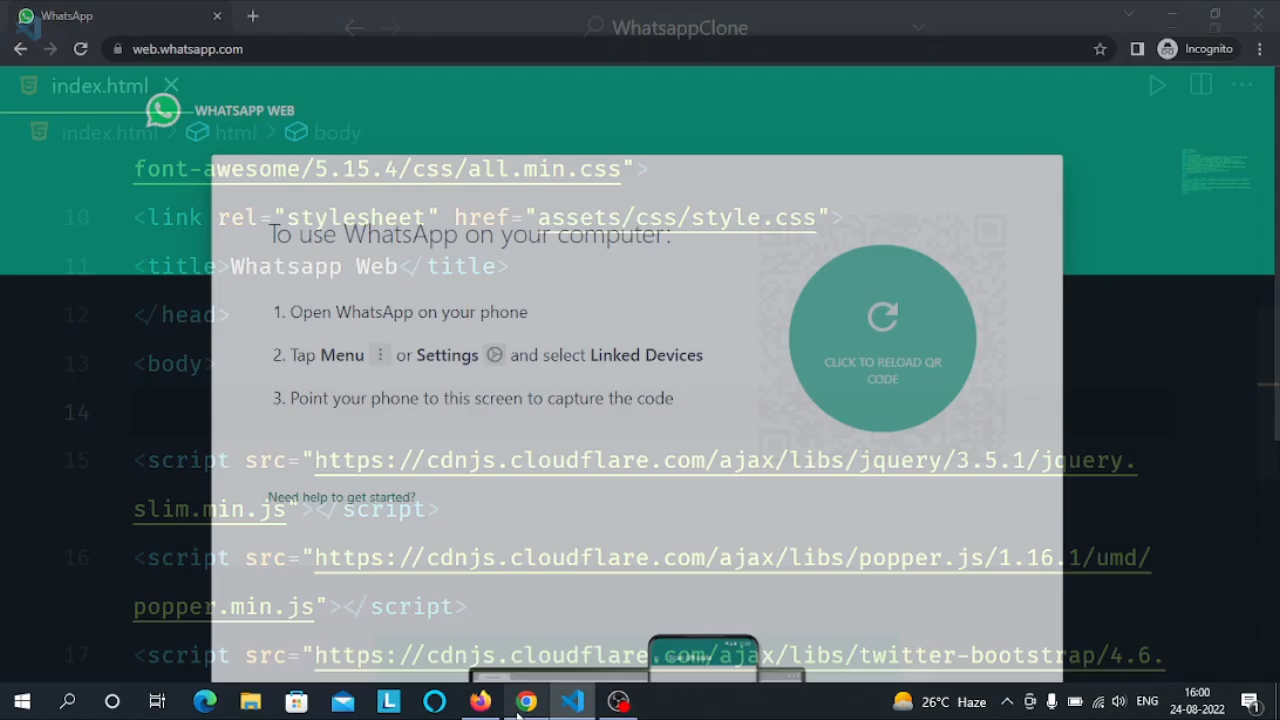 WhatsApp
WhatsappClone
web.whatsapp.com
Incognito
index.html
WHATSAPP WEB
index.html > html > body
font-awesome/5.15.4/css/all.min.css">
10 <link rel="stylesheet" href="assets/css/style.css">
To use WhatsApp on your computer:
11 <title>Whatsapp Web</title>
1. Open WhatsApp on your phone
12 </head>
2. Tap Menu or Settings and select Linked Devices
13 <body>
CLICK TO RELOAD QR
CODE
3. Point your phone to this screen to capture the code
14
15 <script src="https://cdnjs.cloudflare.com/ajax/libs/jquery/3.5.1/jquery.
Need help to get started?
slim.min.js"></script>
16 <script src="https://cdnjs.cloudflare.com/ajax/libs/popper.js/1.16.1/umd/
popper.min.js"></script>
17 <script src="https://cdnjs.cloudflare.com/ajax/libs/twitter-bootstrap/4.6.
26°C Haze
ENG
16:00
24-08-2022